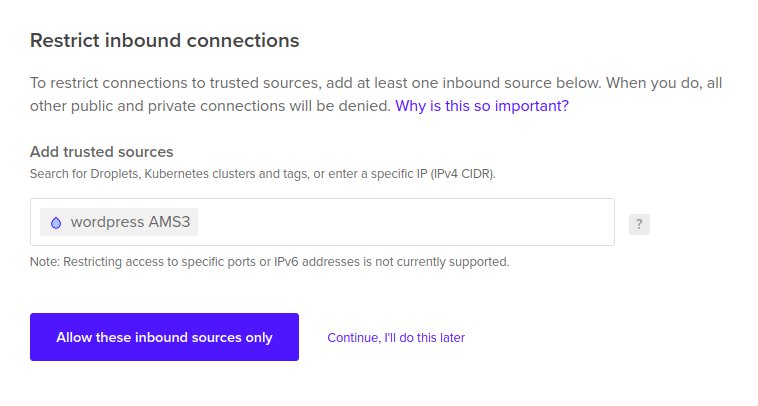 Restrict inbound connections
To restrict connections to trusted sources, add at least one inbound source below. When you do, all
other public and private connections will be denied. Why is this so important?
Add trusted sources
Search for Droplets, Kubernetes clusters and tags, or enter a specific IP (IPv4 CIDR).
wordpress AMS3
?
Note: Restricting access to specific ports or IPv6 addresses is not currently supported.
Allow these inbound sources only
Continue, I'll do this later